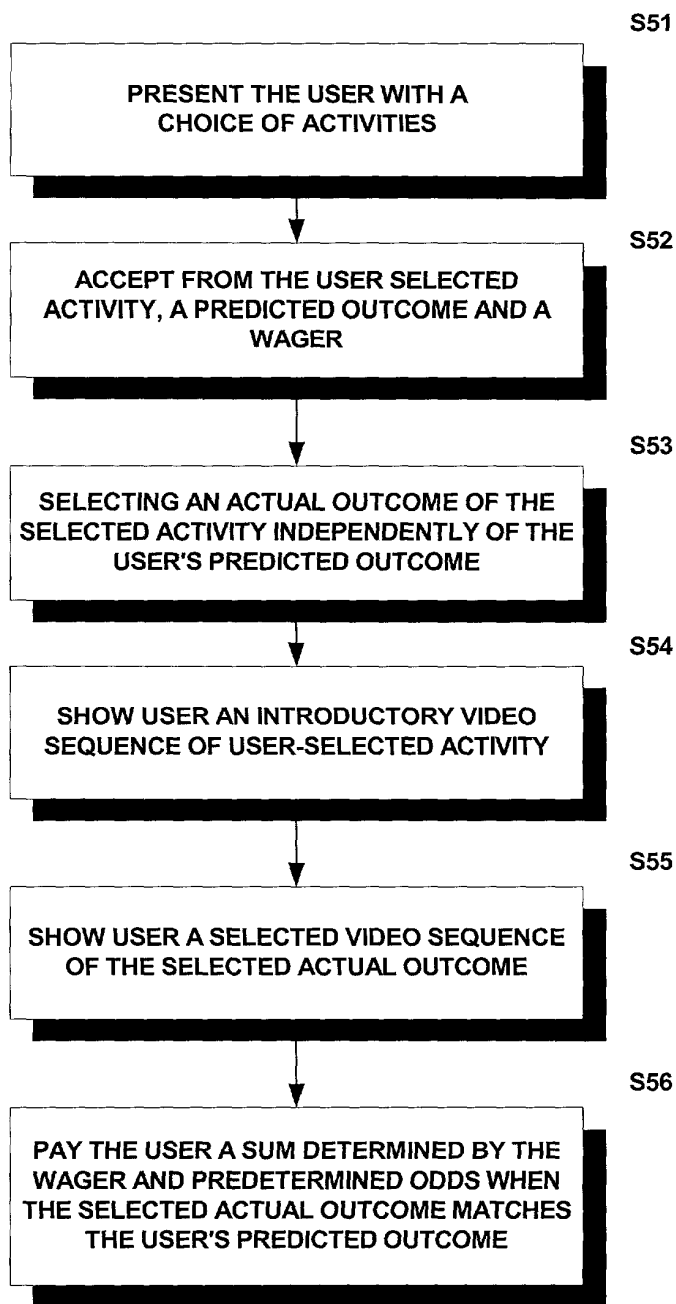 S51
PRESENT THE USER WITH A
CHOICE OF ACTIVITIES
S52
ACCEPT FROM THE USER SELECTED
ACTIVITY, A PREDICTED OUTCOME AND A
WAGER
S53
SELECTING AN ACTUAL OUTCOME OF THE
SELECTED ACTIVITY INDEPENDENTLY OF THE
USER'S PREDICTED OUTCOME
S54
SHOW USER AN INTRODUCTORY VIDEO
SEQUENCE OF USER-SELECTED ACTIVITY
S55
SHOW USER A SELECTED VIDEO SEQUENCE
OF THE SELECTED ACTUAL OUTCOME
S56
PAY THE USER A SUM DETERMINED BY THE
WAGER AND PREDETERMINED ODDS WHEN
THE SELECTED ACTUAL OUTCOME MATCHES
THE USER'S PREDICTED OUTCOME